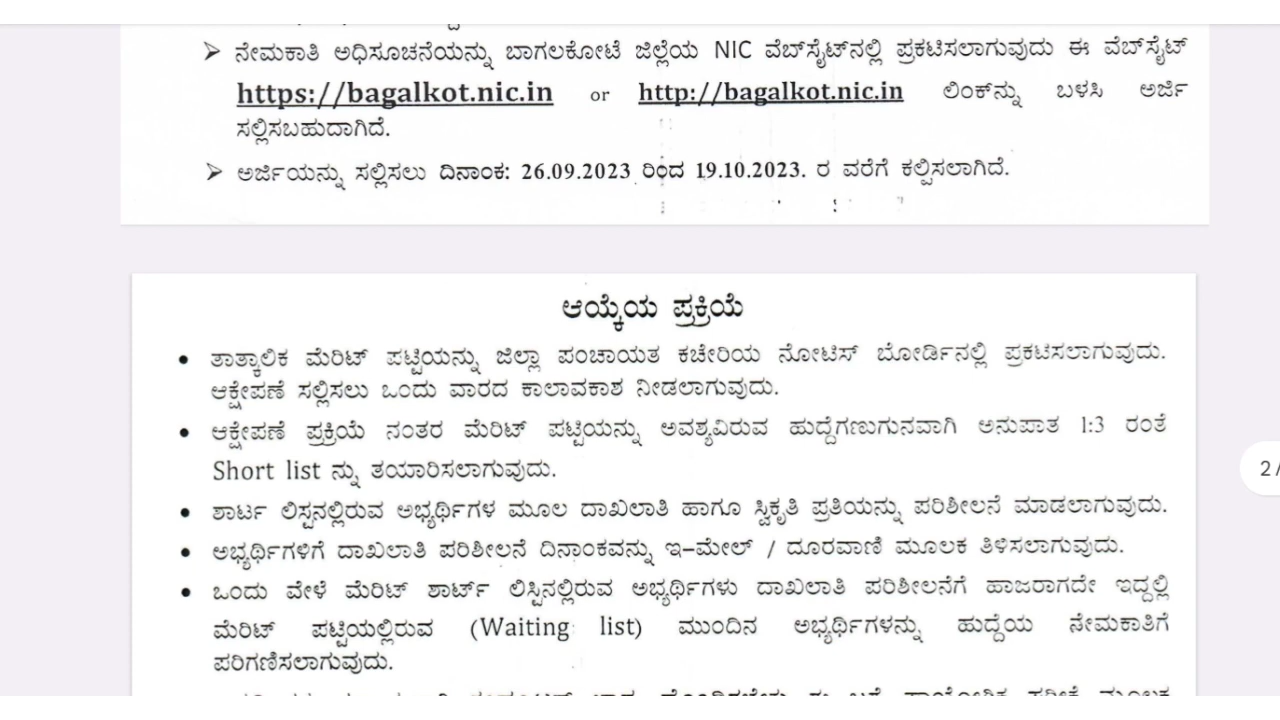 ➢ ನೇಮಕಾತಿ ಅಧಿಸೂಚನೆಯನ್ನು ಬಾಗಲಕೋಟೆ ಜಿಲ್ಲೆಯ NIC ವೆಬ್‌ಸೈಟ್‌ನಲ್ಲಿ ಪ್ರಕಟಿಸಲಾಗುವುದು ಈ ವೆಬ್‌ಸೈಟ್
https://bagalkot.nic.in or http://bagalkot.nic.in ಲಿಂಕ್‌ನ್ನು ಬಳಸಿ ಅರ್ಜಿ
ಸಲ್ಲಿಸಬಹುದಾಗಿದೆ.
➢ ಅರ್ಜಿಯನ್ನು ಸಲ್ಲಿಸಲು ದಿನಾಂಕ: 26.09.2023 ರಿಂದ 19.10.2023. ರ ವರೆಗೆ ಕಲ್ಪಿಸಲಾಗಿದೆ.
ಆಯ್ಕೆಯ ಪ್ರಕ್ರಿಯೆ
• ತಾತ್ಕಾಲಿಕ ಮೆರಿಟ್ ಪಟ್ಟಿಯನ್ನು ಜಿಲ್ಲಾ ಪಂಚಾಯತ ಕಚೇರಿಯ ನೋಟಿಸ್ ಬೋರ್ಡಿನಲ್ಲಿ ಪ್ರಕಟಿಸಲಾಗುವುದು.
ಆಕ್ಷೇಪಣೆ ಸಲ್ಲಿಸಲು ಒಂದು ವಾರದ ಕಾಲಾವಕಾಶ ನೀಡಲಾಗುವುದು.
• ಆಕ್ಷೇಪಣೆ ಪ್ರಕ್ರಿಯೆ ನಂತರ ಮೆರಿಟ್ ಪಟ್ಟಿಯನ್ನು ಅವಶ್ಯವಿರುವ ಹುದ್ದೆಗಣುಗುನವಾಗಿ ಅನುಪಾತ 1:3 ರಂತೆ
Short list ನ್ನು ತಯಾರಿಸಲಾಗುವುದು.
• ಶಾರ್ಟ ಲಿಸ್ಟನಲ್ಲಿರುವ ಅಭ್ಯರ್ಥಿಗಳ ಮೂಲ ದಾಖಲಾತಿ ಹಾಗೂ ಸ್ವಿಕೃತಿ ಪ್ರತಿಯನ್ನು ಪರಿಶೀಲನೆ ಮಾಡಲಾಗುವುದು.
• ಅಭ್ಯರ್ಥಿಗಳಿಗೆ ದಾಖಲಾತಿ ಪರಿಶೀಲನೆ ದಿನಾಂಕವನ್ನು ಇ-ಮೇಲ್ / ದೂರವಾಣಿ ಮೂಲಕ ತಿಳಿಸಲಾಗುವುದು.
• ಒಂದು ವೇಳೆ ಮೆರಿಟ್ ಶಾರ್ಟ್ ಲಿಸ್ಟಿನಲ್ಲಿರುವ ಅಭ್ಯರ್ಥಿಗಳು ದಾಖಲಾತಿ ಪರಿಶೀಲನೆಗೆ ಹಾಜರಾಗದೇ ಇದ್ದಲ್ಲಿ
ಮೆರಿಟ್ ಪಟ್ಟಿಯಲ್ಲಿರುವ (Waiting list) ಮುಂದಿನ ಅಭ್ಯರ್ಥಿಗಳನ್ನು ಹುದ್ದೆಯ ನೇಮಕಾತಿಗೆ
ಪರಿಗಣಿಸಲಾಗುವುದು.
2/